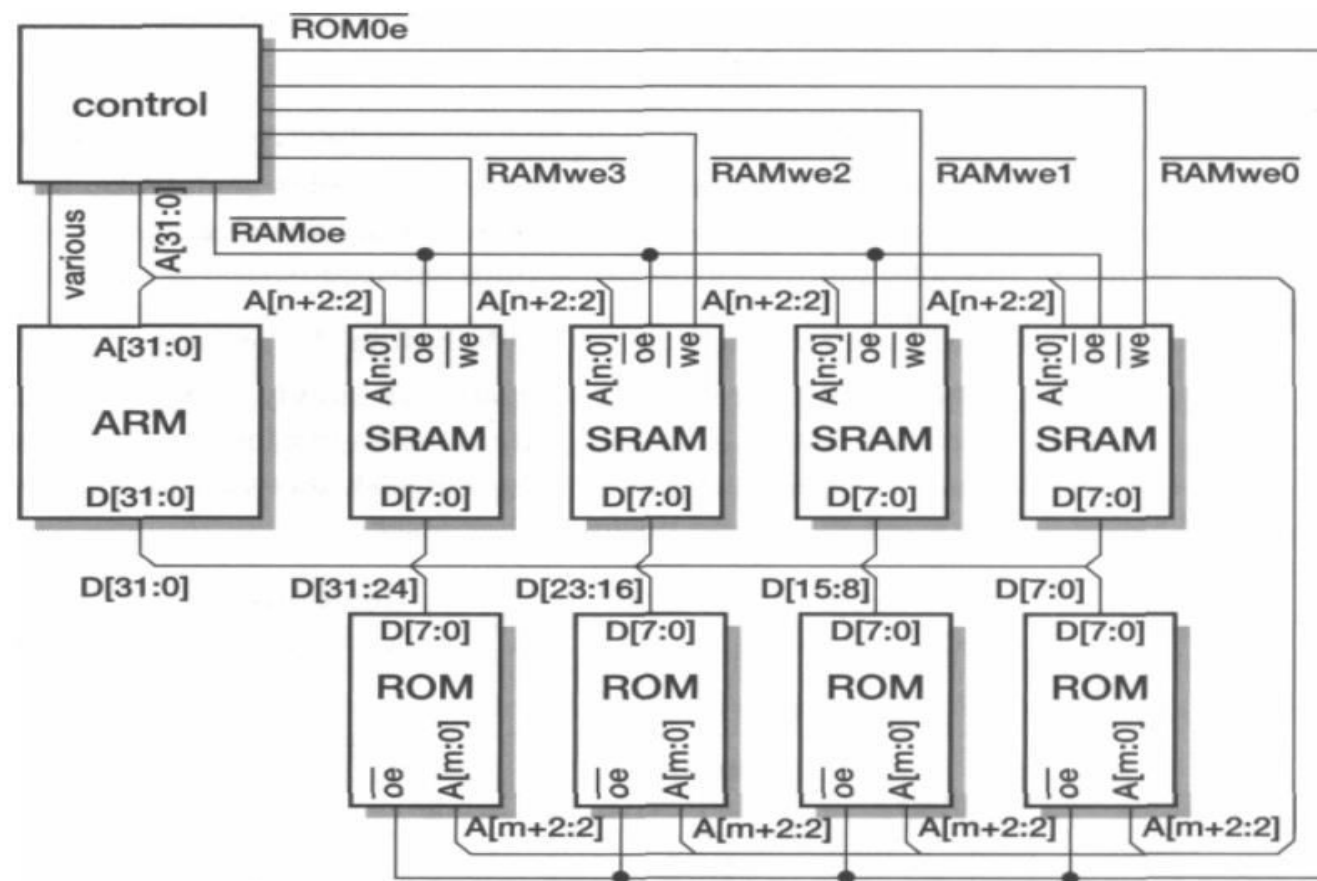 ROM0e
control
RAMwe3 RAMwe2 RAMwe1 RAMwe0
various
A[31:0]
RAMoe
A[n+2:2] A[n+2:2] A[n+2:2] A[n+2:2]
A[31:0]
ARM
D[31:0]
A[n:0] oe we
SRAM
D[7:0]
A[n:0] oe we
SRAM
D[7:0]
A[n:0] oe we
SRAM
D[7:0]
A[n:0] oe we
SRAM
D[7:0]
D[31:0] D[31:24] D[23:16] D[15:8] D[7:0]
D[7:0]
ROM
oe A[m:0]
D[7:0]
ROM
oe A[m:0]
D[7:0]
ROM
oe A[m:0]
D[7:0]
ROM
oe A[m:0]
A[m+2:2] A[m+2:2] A[m+2:2] A[m+2:2]